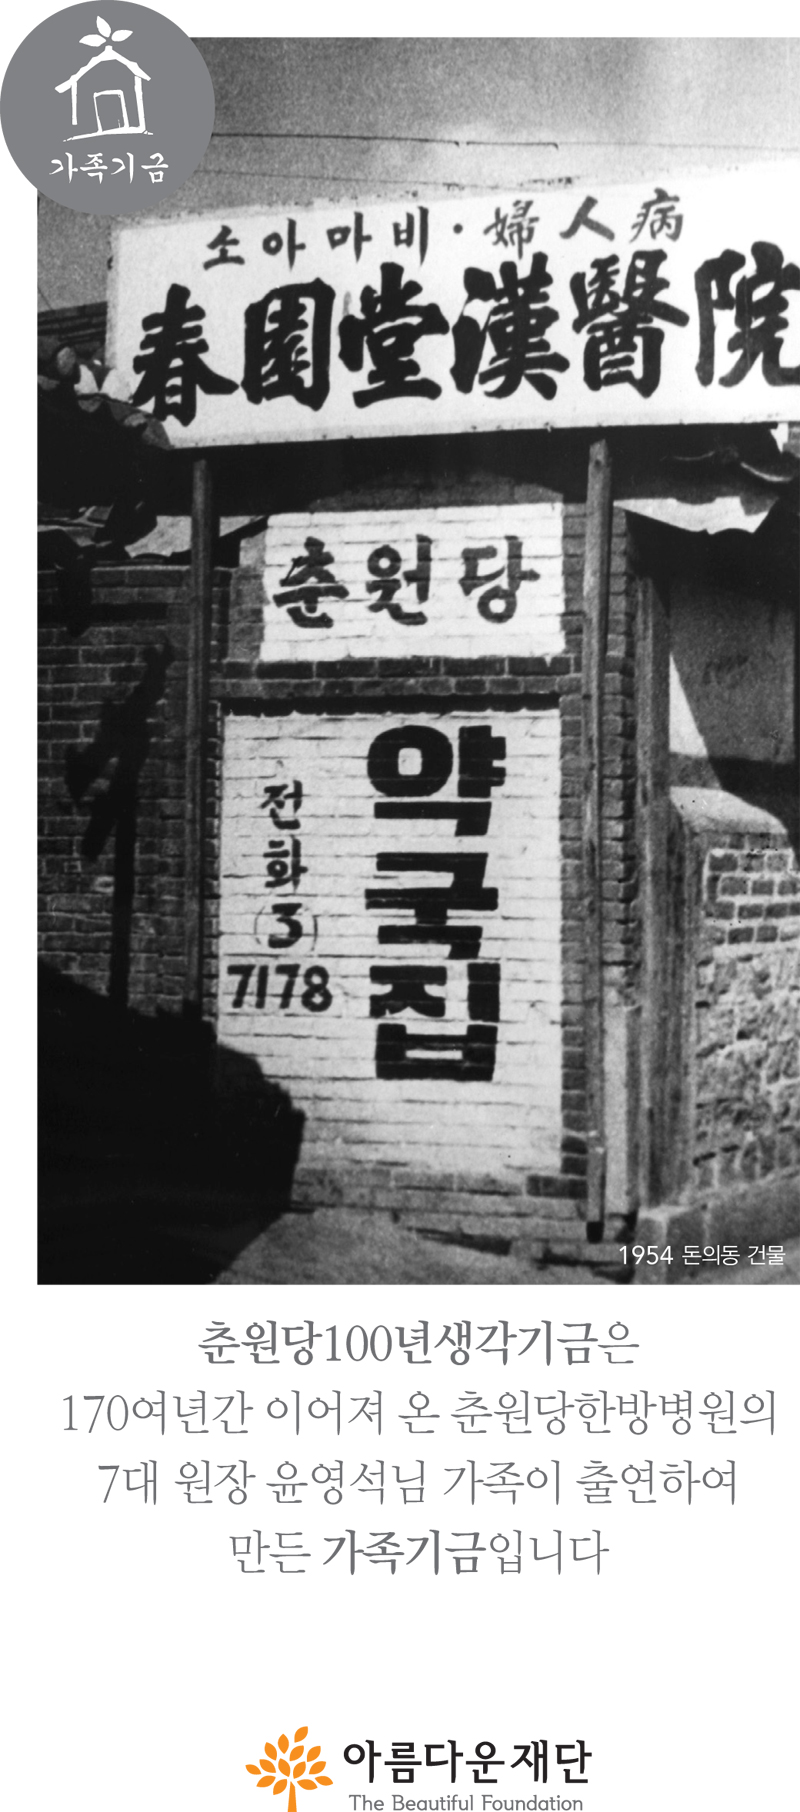 가족기금
소아마비·婦人病
春園堂漢醫院
춘원당
약국집
전화
(3)
7178
1954 돈의동 건물
춘원당100년생각기금은
170여년간 이어져 온 춘원당한방병원의
7대 원장 윤영석님 가족이 출연하여
만든 가족기금입니다
아름다운재단
The Beautiful Foundation